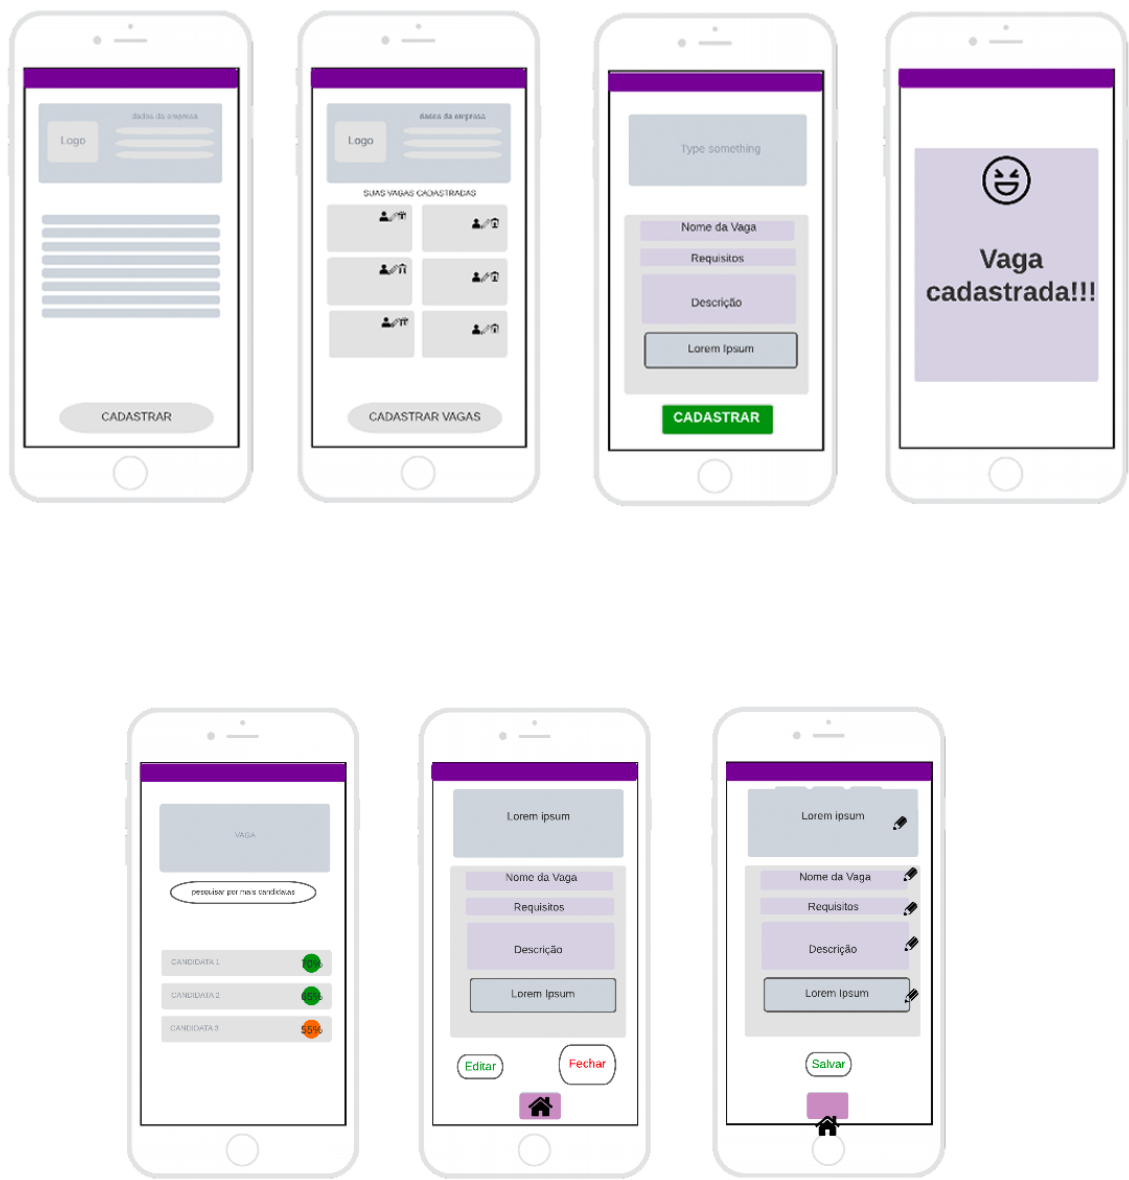 dados da empresa
Logo
CADASTRAR
dados da empresa
Logo
SUAS VAGAS CADASTRADAS
CADASTRAR VAGAS
Type something
Nome da Vaga
Requisitos
Descrição
Lorem Ipsum
CADASTRAR
Vaga
cadastrada!!!
VAGA
pesquisar por mais candidatas
CANDIDATA 1
70%
CANDIDATA 2
65%
CANDIDATA 3
55%
Lorem ipsum
Nome da Vaga
Requisitos
Descrição
Lorem Ipsum
Editar
Fechar
Lorem ipsum
Nome da Vaga
Requisitos
Descrição
Lorem Ipsum
Salvar